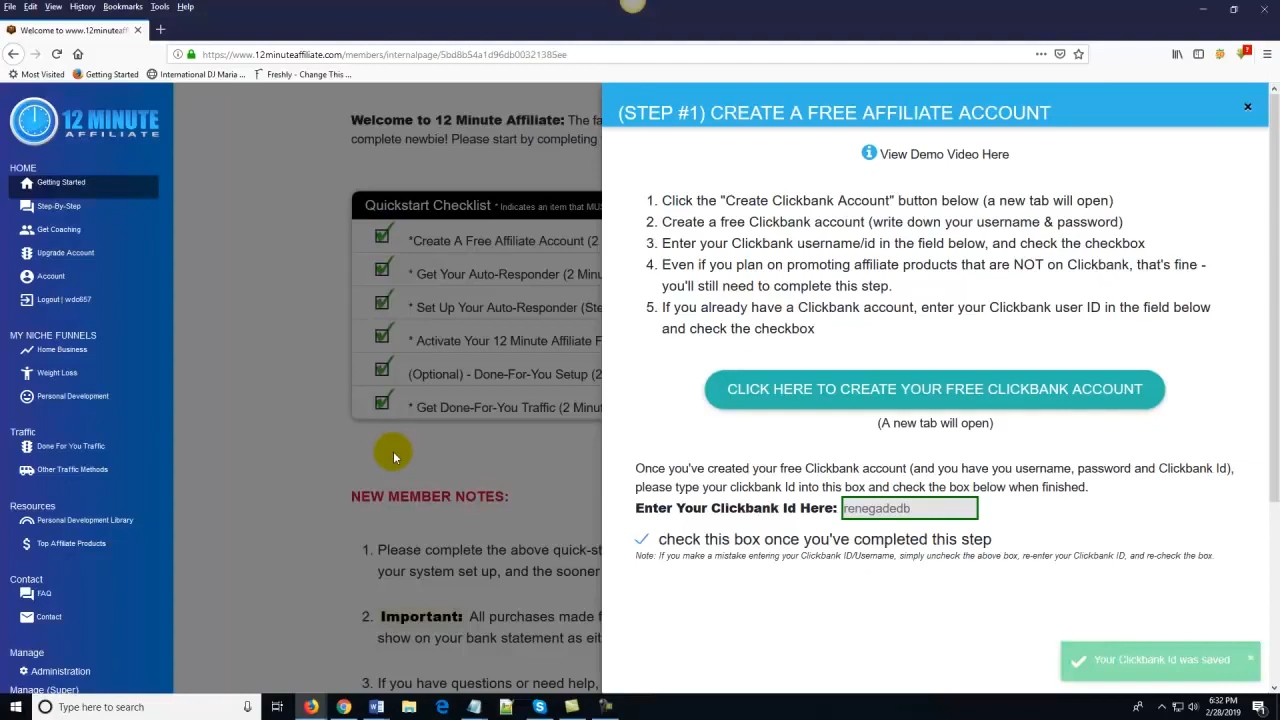 File Edit View History Bookmarks Tools Help
Welcome to www.12minuteaffiliate
https://www.12minuteaffiliate.com/members/internalpage/5bd8b54a1d96db00321385ee
7
Most Visited Getting Started International DJ Maria ... Freshly - Change This ...
12 MINUTE
AFFILIATE
HOME
Getting Started
Step-By-Step
Get Coaching
Upgrade Account
Account
Logout | wdc657
MY NICHE FUNNELS
Home Business
Weight Loss
Personal Development
Traffic
Done For You Traffic
Other Traffic Methods
Resources
Personal Development Library
Top Affiliate Products
Contact
FAQ
Contact
Manage
Administration
Manage (Super)
Welcome to 12 Minute Affiliate: The fa
complete newbie! Please start by completing
Quickstart Checklist * Indicates an item that MUS
*Create A Free Affiliate Account (2
* Get Your Auto-Responder (2 Minu
* Set Up Your Auto-Responder (Ste
* Activate Your 12 Minute Affiliate F
(Optional) - Done-For-You Setup (2
* Get Done-For-You Traffic (2 Minut
NEW MEMBER NOTES:
1. Please complete the above quick-st
your system set up, and the sooner
2. Important: All purchases made f
show on your bank statement as eit
3. If you have questions or need help,
(STEP #1) CREATE A FREE AFFILIATE ACCOUNT
View Demo Video Here
1. Click the "Create Clickbank Account" button below (a new tab will open)
2. Create a free Clickbank account (write down your username & password)
3. Enter your Clickbank username/id in the field below, and check the checkbox
4. Even if you plan on promoting affiliate products that are NOT on Clickbank, that's fine -
you'll still need to complete this step.
5. If you already have a Clickbank account, enter your Clickbank user ID in the field below
and check the checkbox
CLICK HERE TO CREATE YOUR FREE CLICKBANK ACCOUNT
(A new tab will open)
Once you've created your free Clickbank account (and you have you username, password and Clickbank Id),
please type your clickbank Id into this box and check the box below when finished.
Enter Your Clickbank Id Here: renegadedb
check this box once you've completed this step
Note: If you make a mistake entering your Clickbank ID/Username, simply uncheck the above box, re-enter your Clickbank ID, and re-check the box.
Your Clickbank Id was saved
Type here to search
6:32 PM
2/28/2019